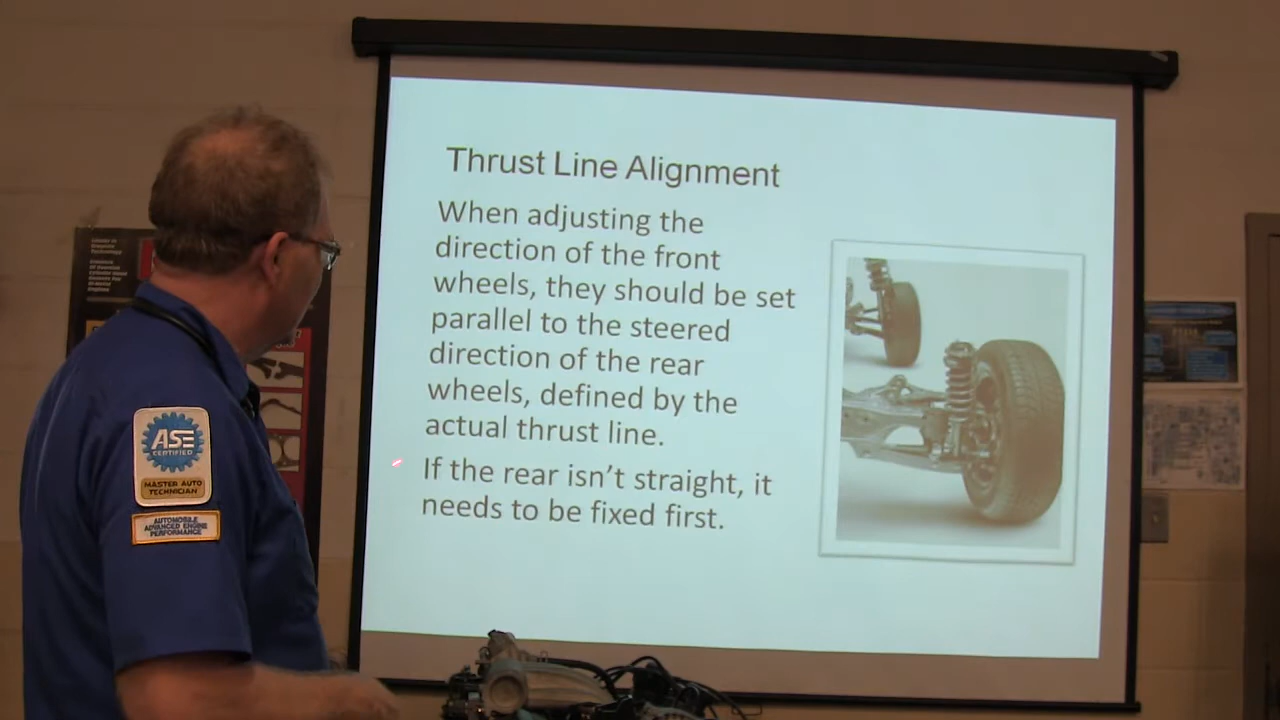 Thrust Line Alignment
When adjusting the
direction of the front
wheels, they should be set
parallel to the steered
direction of the rear
wheels, defined by the
actual thrust line.
If the rear isn't straight, it
needs to be fixed first.
ASE
CERTIFIED
MASTER AUTO
TECHNICIAN
AUTOMOBILE
ADVANCED ENGINE
PERFORMANCE